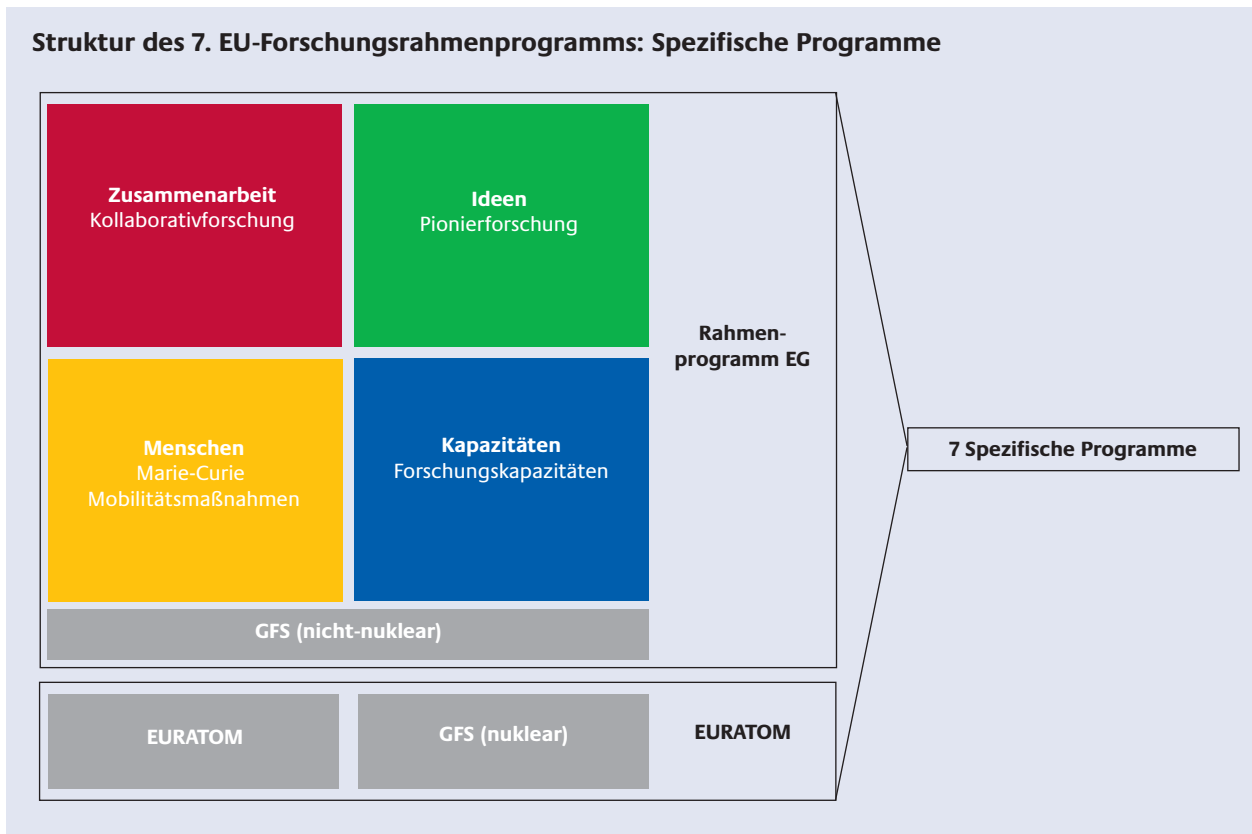 Struktur des 7. EU-Forschungsrahmenprogramms: Spezifische Programme
Zusammenarbeit
Kollaborativforschung
Ideen
Pionierforschung
Rahmen-
programm EG
Menschen
Marie-Curie
Mobilitätsmaßnahmen
Kapazitäten
Forschungskapazitäten
7 Spezifische Programme
GFS (nicht-nuklear)
EURATOM
GFS (nuklear)
EURATOM